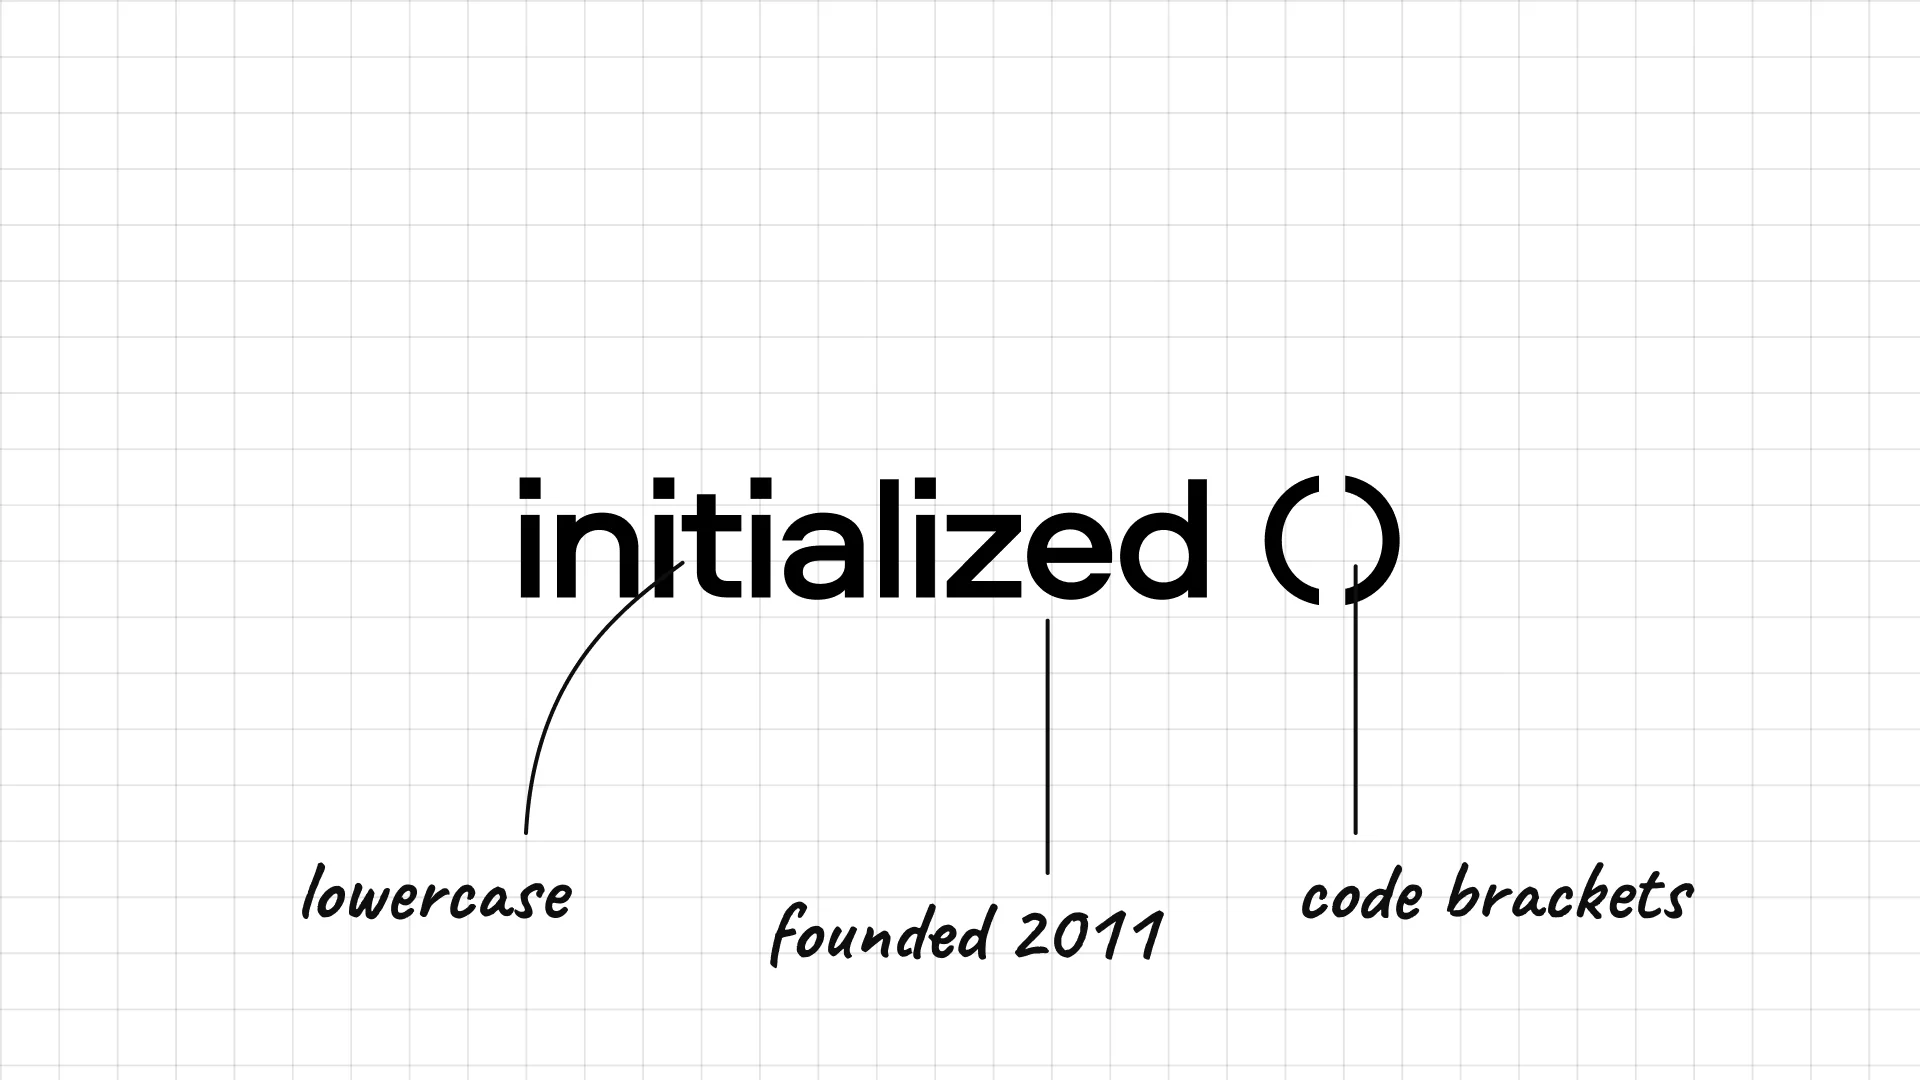 initialized ()
lowercase
founded 2011
code brackets